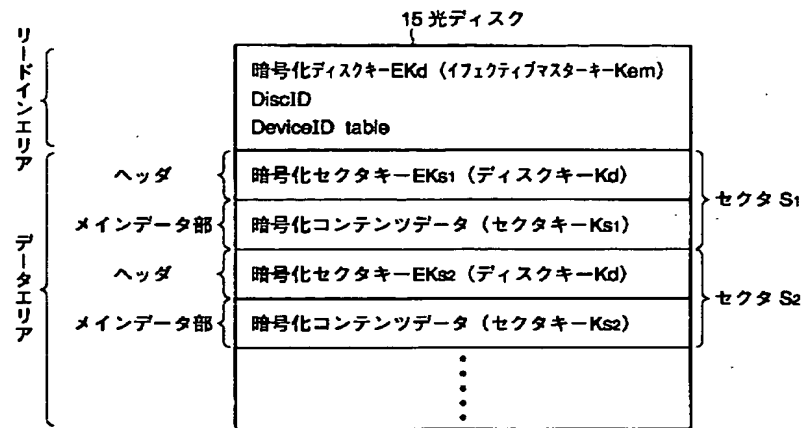 15 光ディスク
リードインエリア
暗号化ディスクキーEKd (イフェクティブマスターキーKem)
DiscID
DeviceID table
データエリア
ヘッダ
暗号化セクタキーEKs1 (ディスクキーKd)
メインデータ部
暗号化コンテンツデータ (セクタキーKs1)
セクタ S1
ヘッダ
暗号化セクタキーEKs2 (ディスクキーKd)
メインデータ部
暗号化コンテンツデータ (セクタキーKs2)
セクタ S2